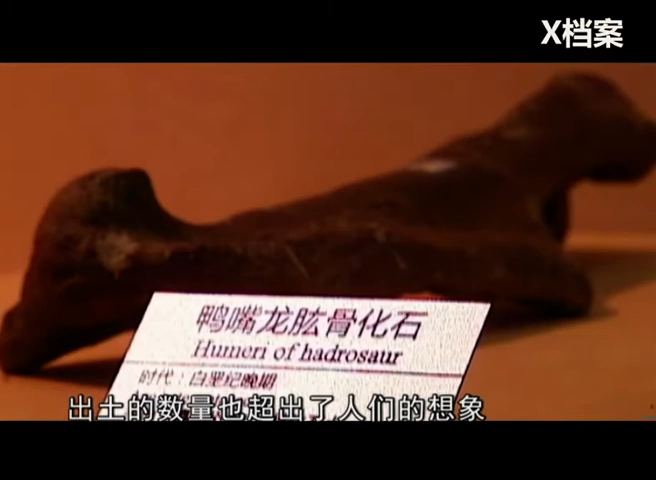 X档案
鸭嘴龙肱骨化石
Humeri of hadrosaur
时代：白垩纪晚期
出土的数量也超出了人们的想象